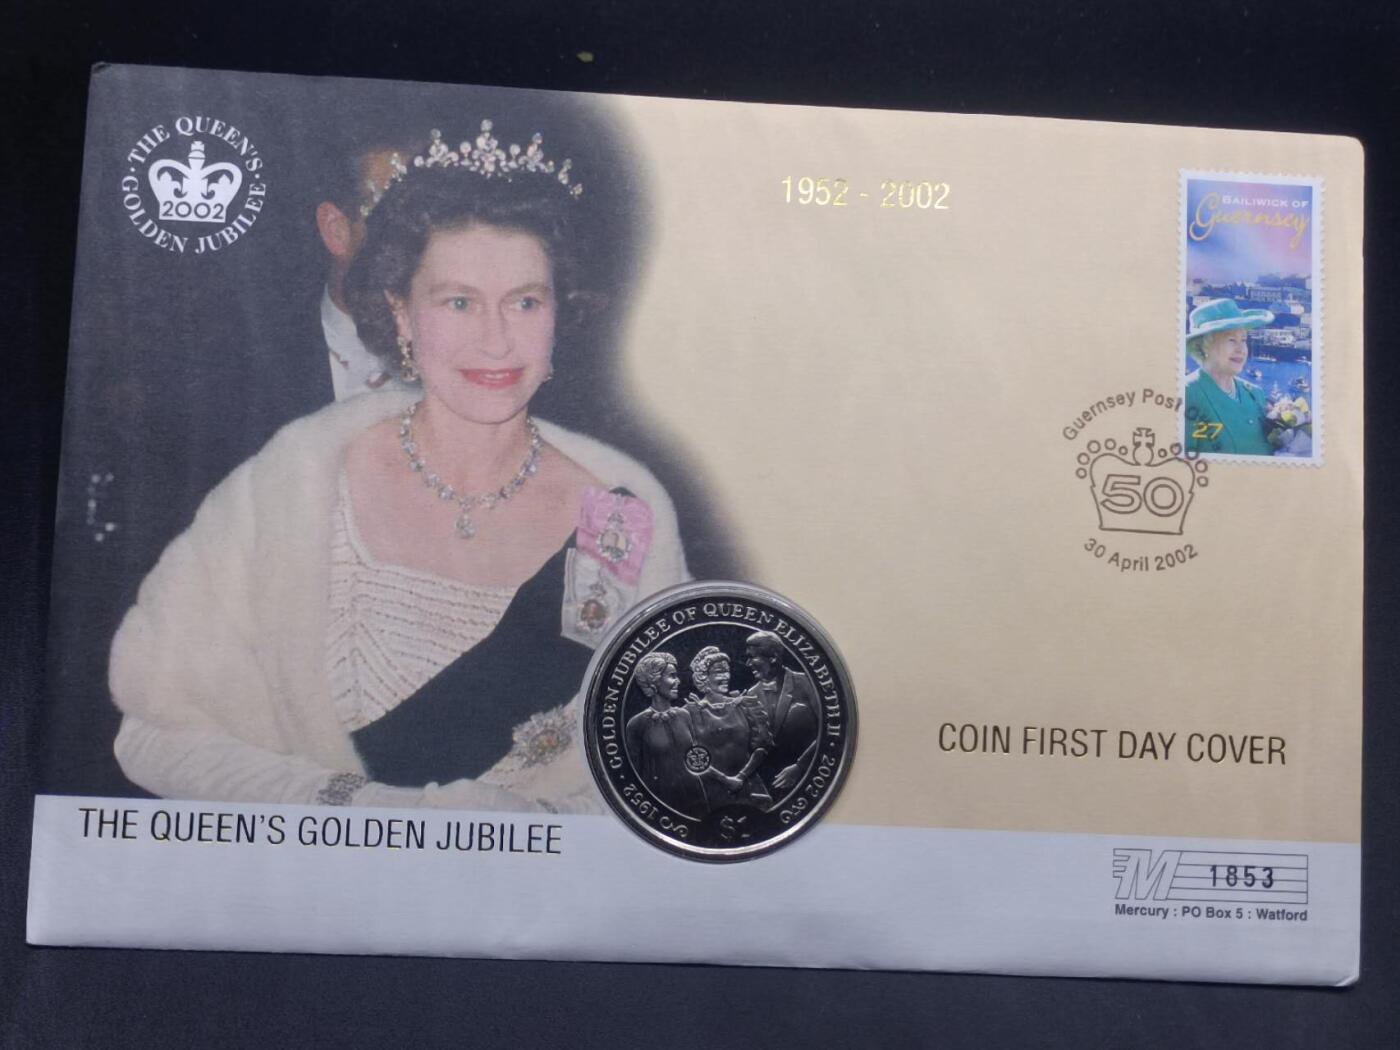 · THE QUEEN'S · GOLDEN JUBILEE
2002
1952 - 2002
BAILIWICK OF
Guernsey
27
Guernsey Post
50
30 April 2002
· GOLDEN JUBILEE OF QUEEN ELIZABETH II ·
1952
2002
$1
COIN FIRST DAY COVER
THE QUEEN'S GOLDEN JUBILEE
M 1853
Mercury : PO Box 5 : Watford